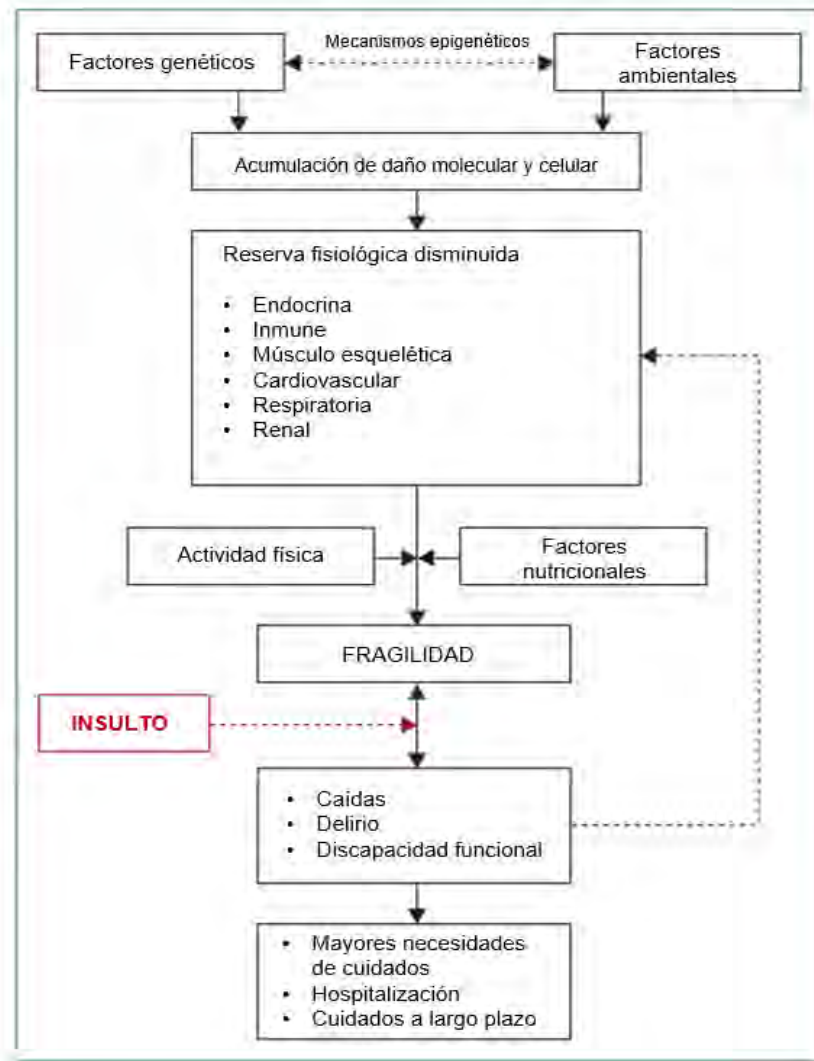 Mecanismos epigenéticos
Factores genéticos
Factores
ambientales
Acumulación de daño molecular y celular
Reserva fisiológica disminuida
• Endocrina
• Inmune
• Músculo esquelética
• Cardiovascular
• Respiratoria
• Renal
Actividad física
Factores
nutricionales
FRAGILIDAD
INSULTO
• Caídas
• Delirio
• Discapacidad funcional
• Mayores necesidades
de cuidados
• Hospitalización
• Cuidados a largo plazo